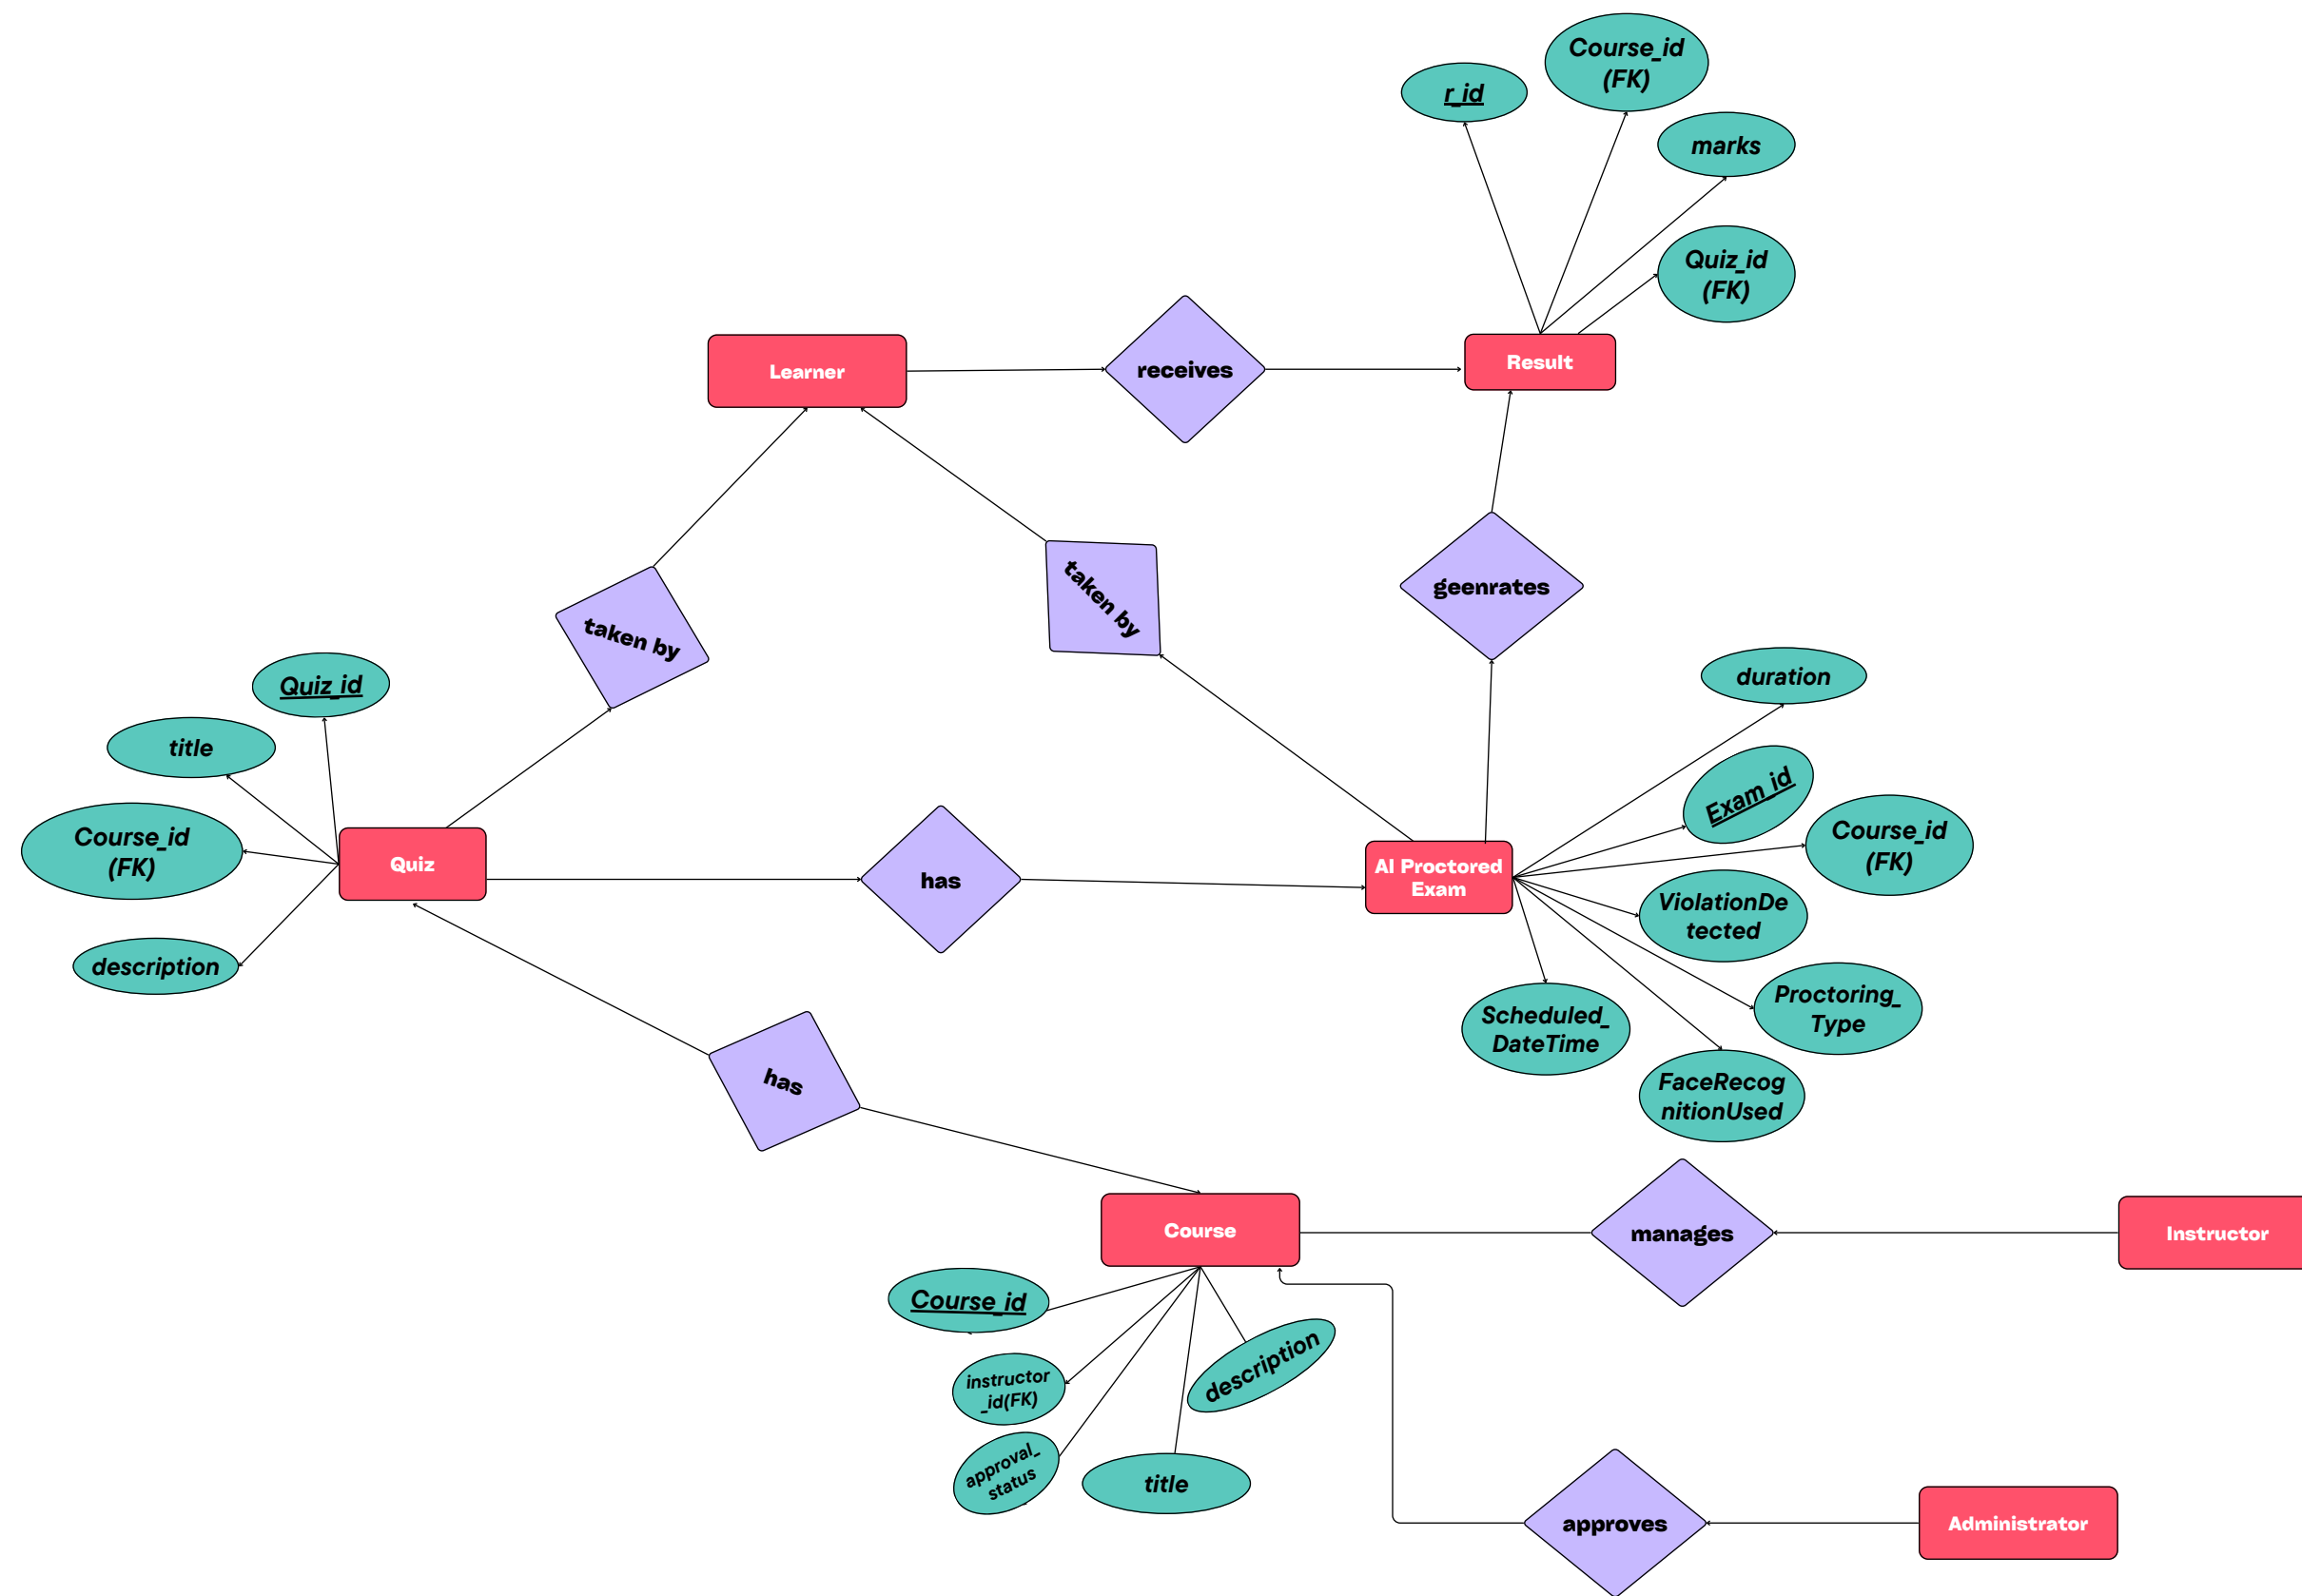 Course_id
(FK)
r_id
marks
Quiz_id
(FK)
Learner
receives
Result
taken by
taken by
geenrates
Quiz_id
title
Course_id
(FK)
Quiz
description
has
AI Proctored
Exam
duration
Exam_id
Course_id
(FK)
ViolationDe
tected
Proctoring_
Type
Scheduled_
DateTime
FaceRecog
nitionUsed
has
Course
manages
Instructor
Course_id
instructor
_id(FK)
approval_
status
title
description
approves
Administrator